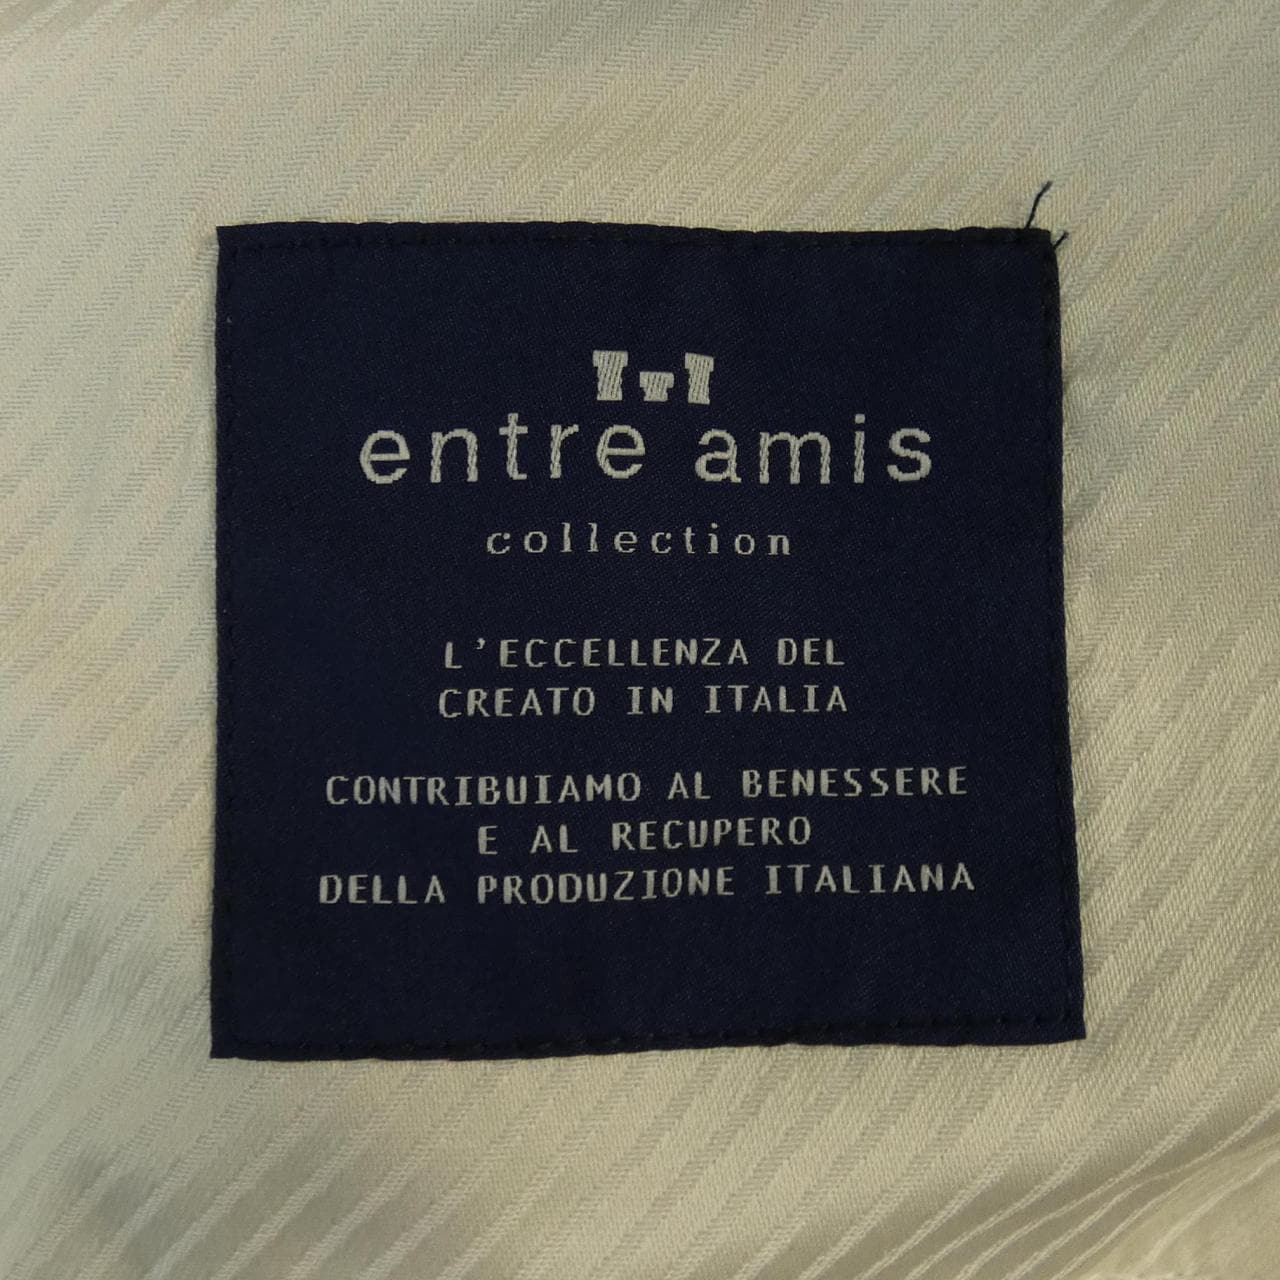 entre amis
collection
L'ECCELLENZA DEL
CREATO IN ITALIA
CONTRIBUIAMO AL BENESSERE
E AL RECUPERO
DELLA PRODUZIONE ITALIANA